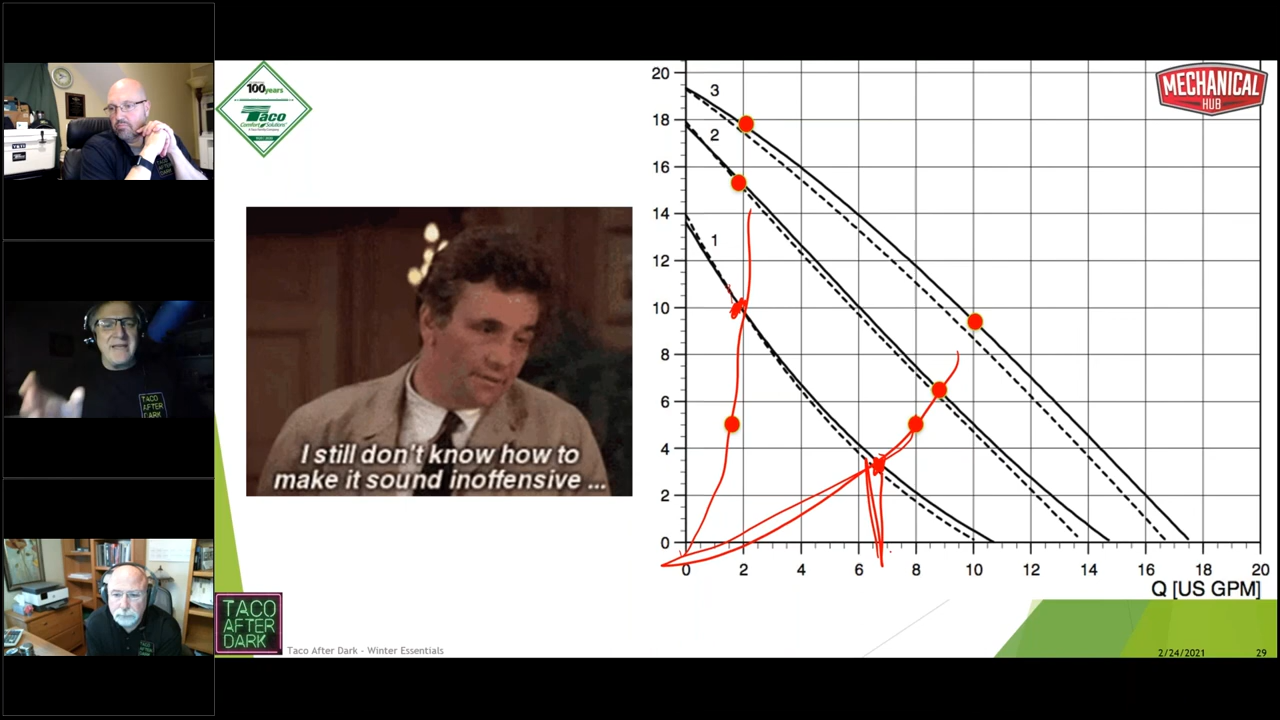 100 years
Taco
Comfort Solutions
I still don't know how to
make it sound inoffensive ...
TACO
AFTER
DARK
Taco After Dark - Winter Essentials
MECHANICAL
HUB
20
18
16
14
12
10
8
6
4
2
0
3
2
1
0 2 4 6 8 10 12 14 16 18 20
Q [US GPM]
2/24/2021
29
TACO
AFTER
DARK